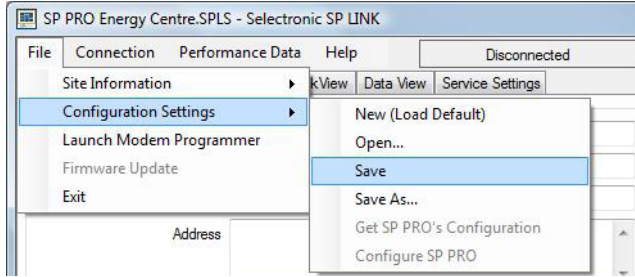 SP PRO Energy Centre.SPLS - Selectronic SP LINK
File Connection Performance Data Help Disconnected
Site Information
kView Data View Service Settings
Configuration Settings
New (Load Default)
Launch Modem Programmer
Open...
Firmware Update
Save
Exit
Save As...
Address
Get SP PRO's Configuration
Configure SP PRO